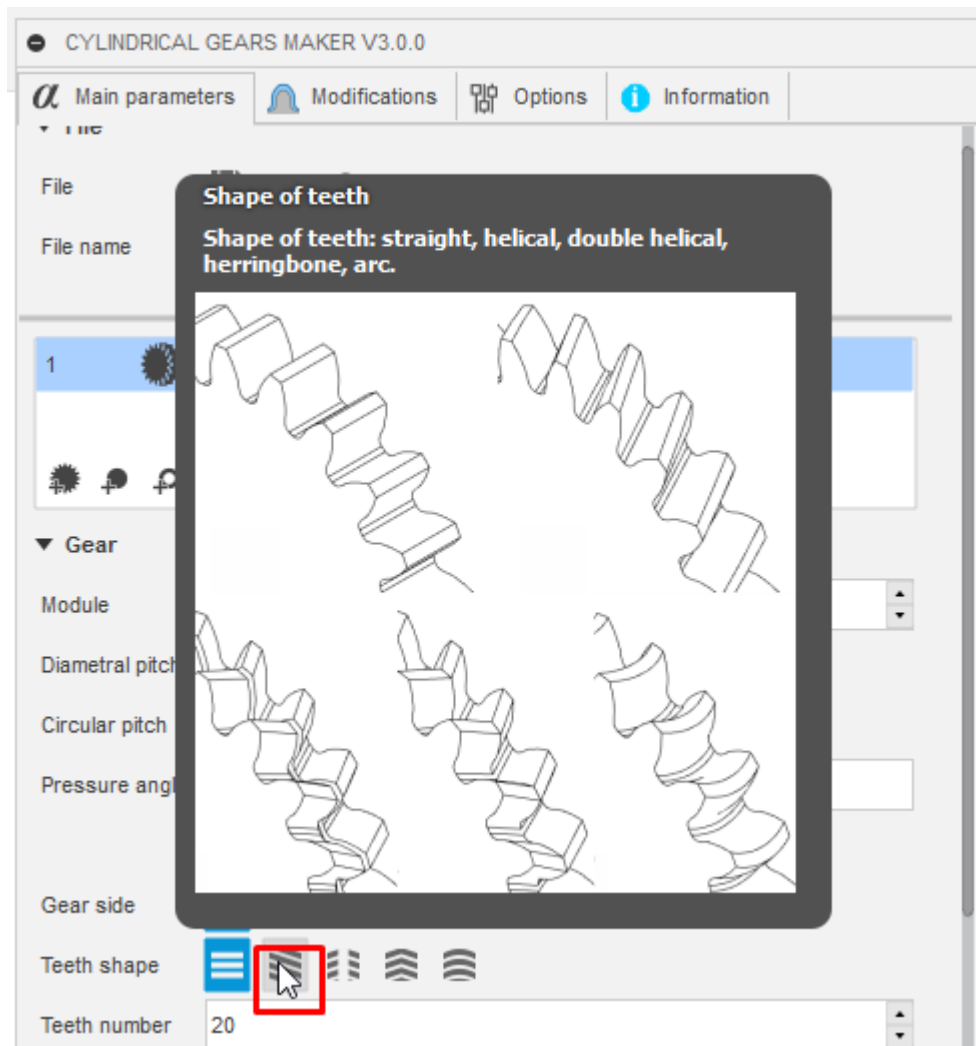 CYLINDRICAL GEARS MAKER V3.0.0
Main parameters Modifications Options Information
File
File
File name
Shape of teeth
Shape of teeth: straight, helical, double helical,
herringbone, arc.
1
Gear
Module
Diametral pitch
Circular pitch
Pressure angl
Gear side
Teeth shape
Teeth number 20